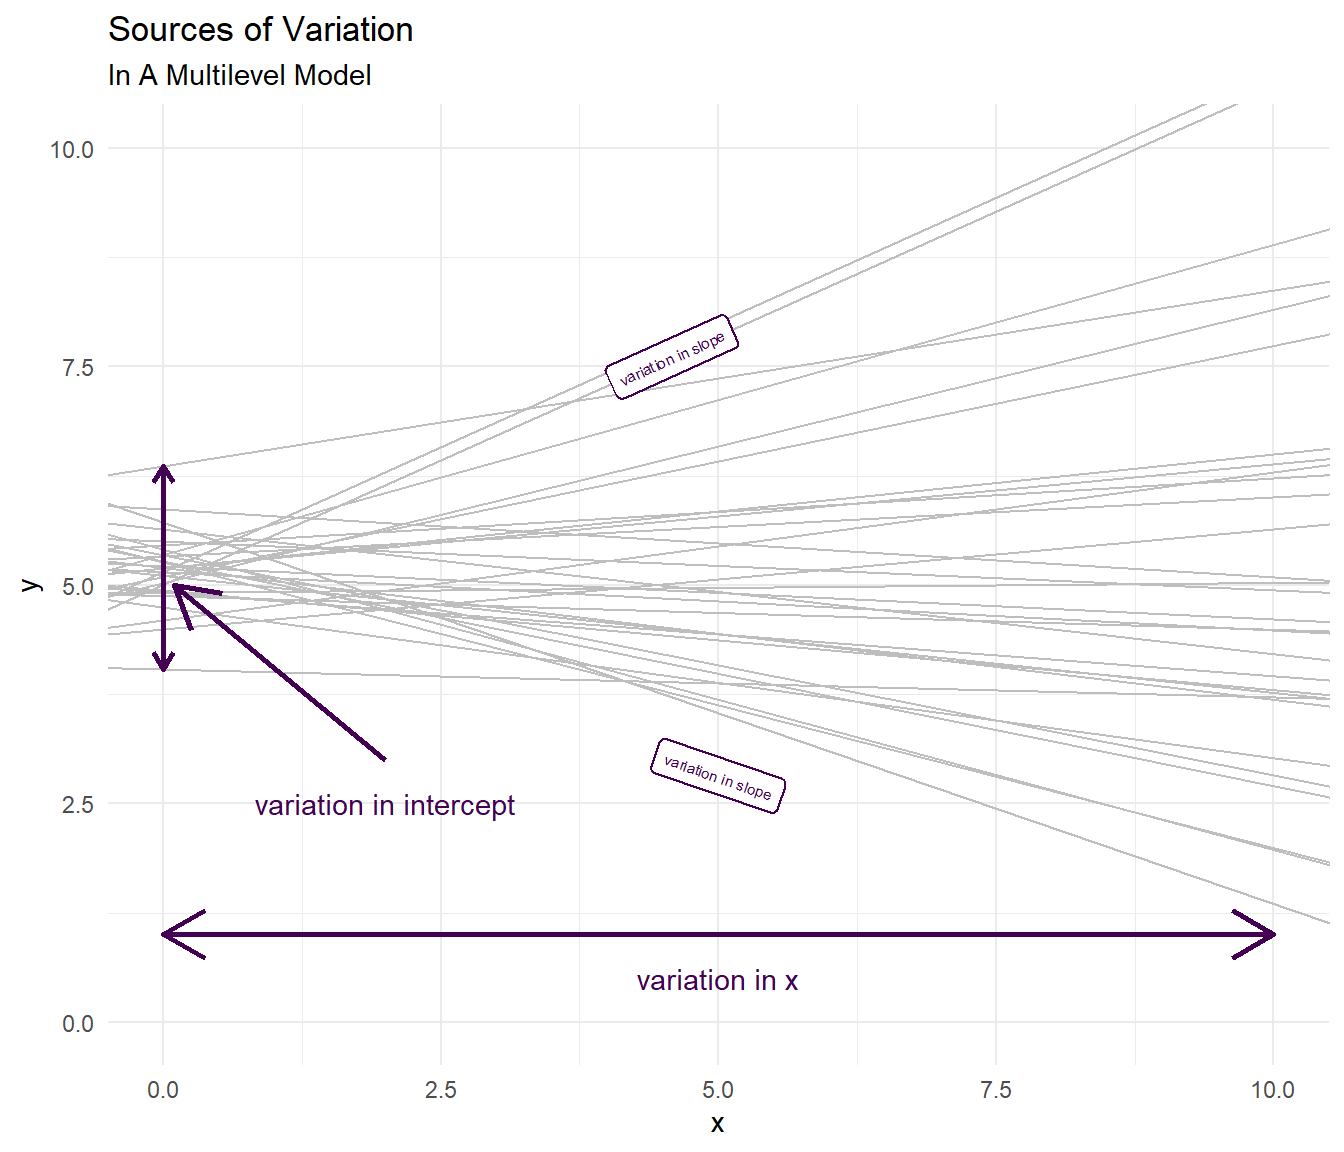 Sources of Variation
In A Multilevel Model
10.0
7.5
5.0
2.5
0.0
y
variation in slope
variation in slope
variation in intercept
variation in x
0.0
2.5
5.0
7.5
10.0
x